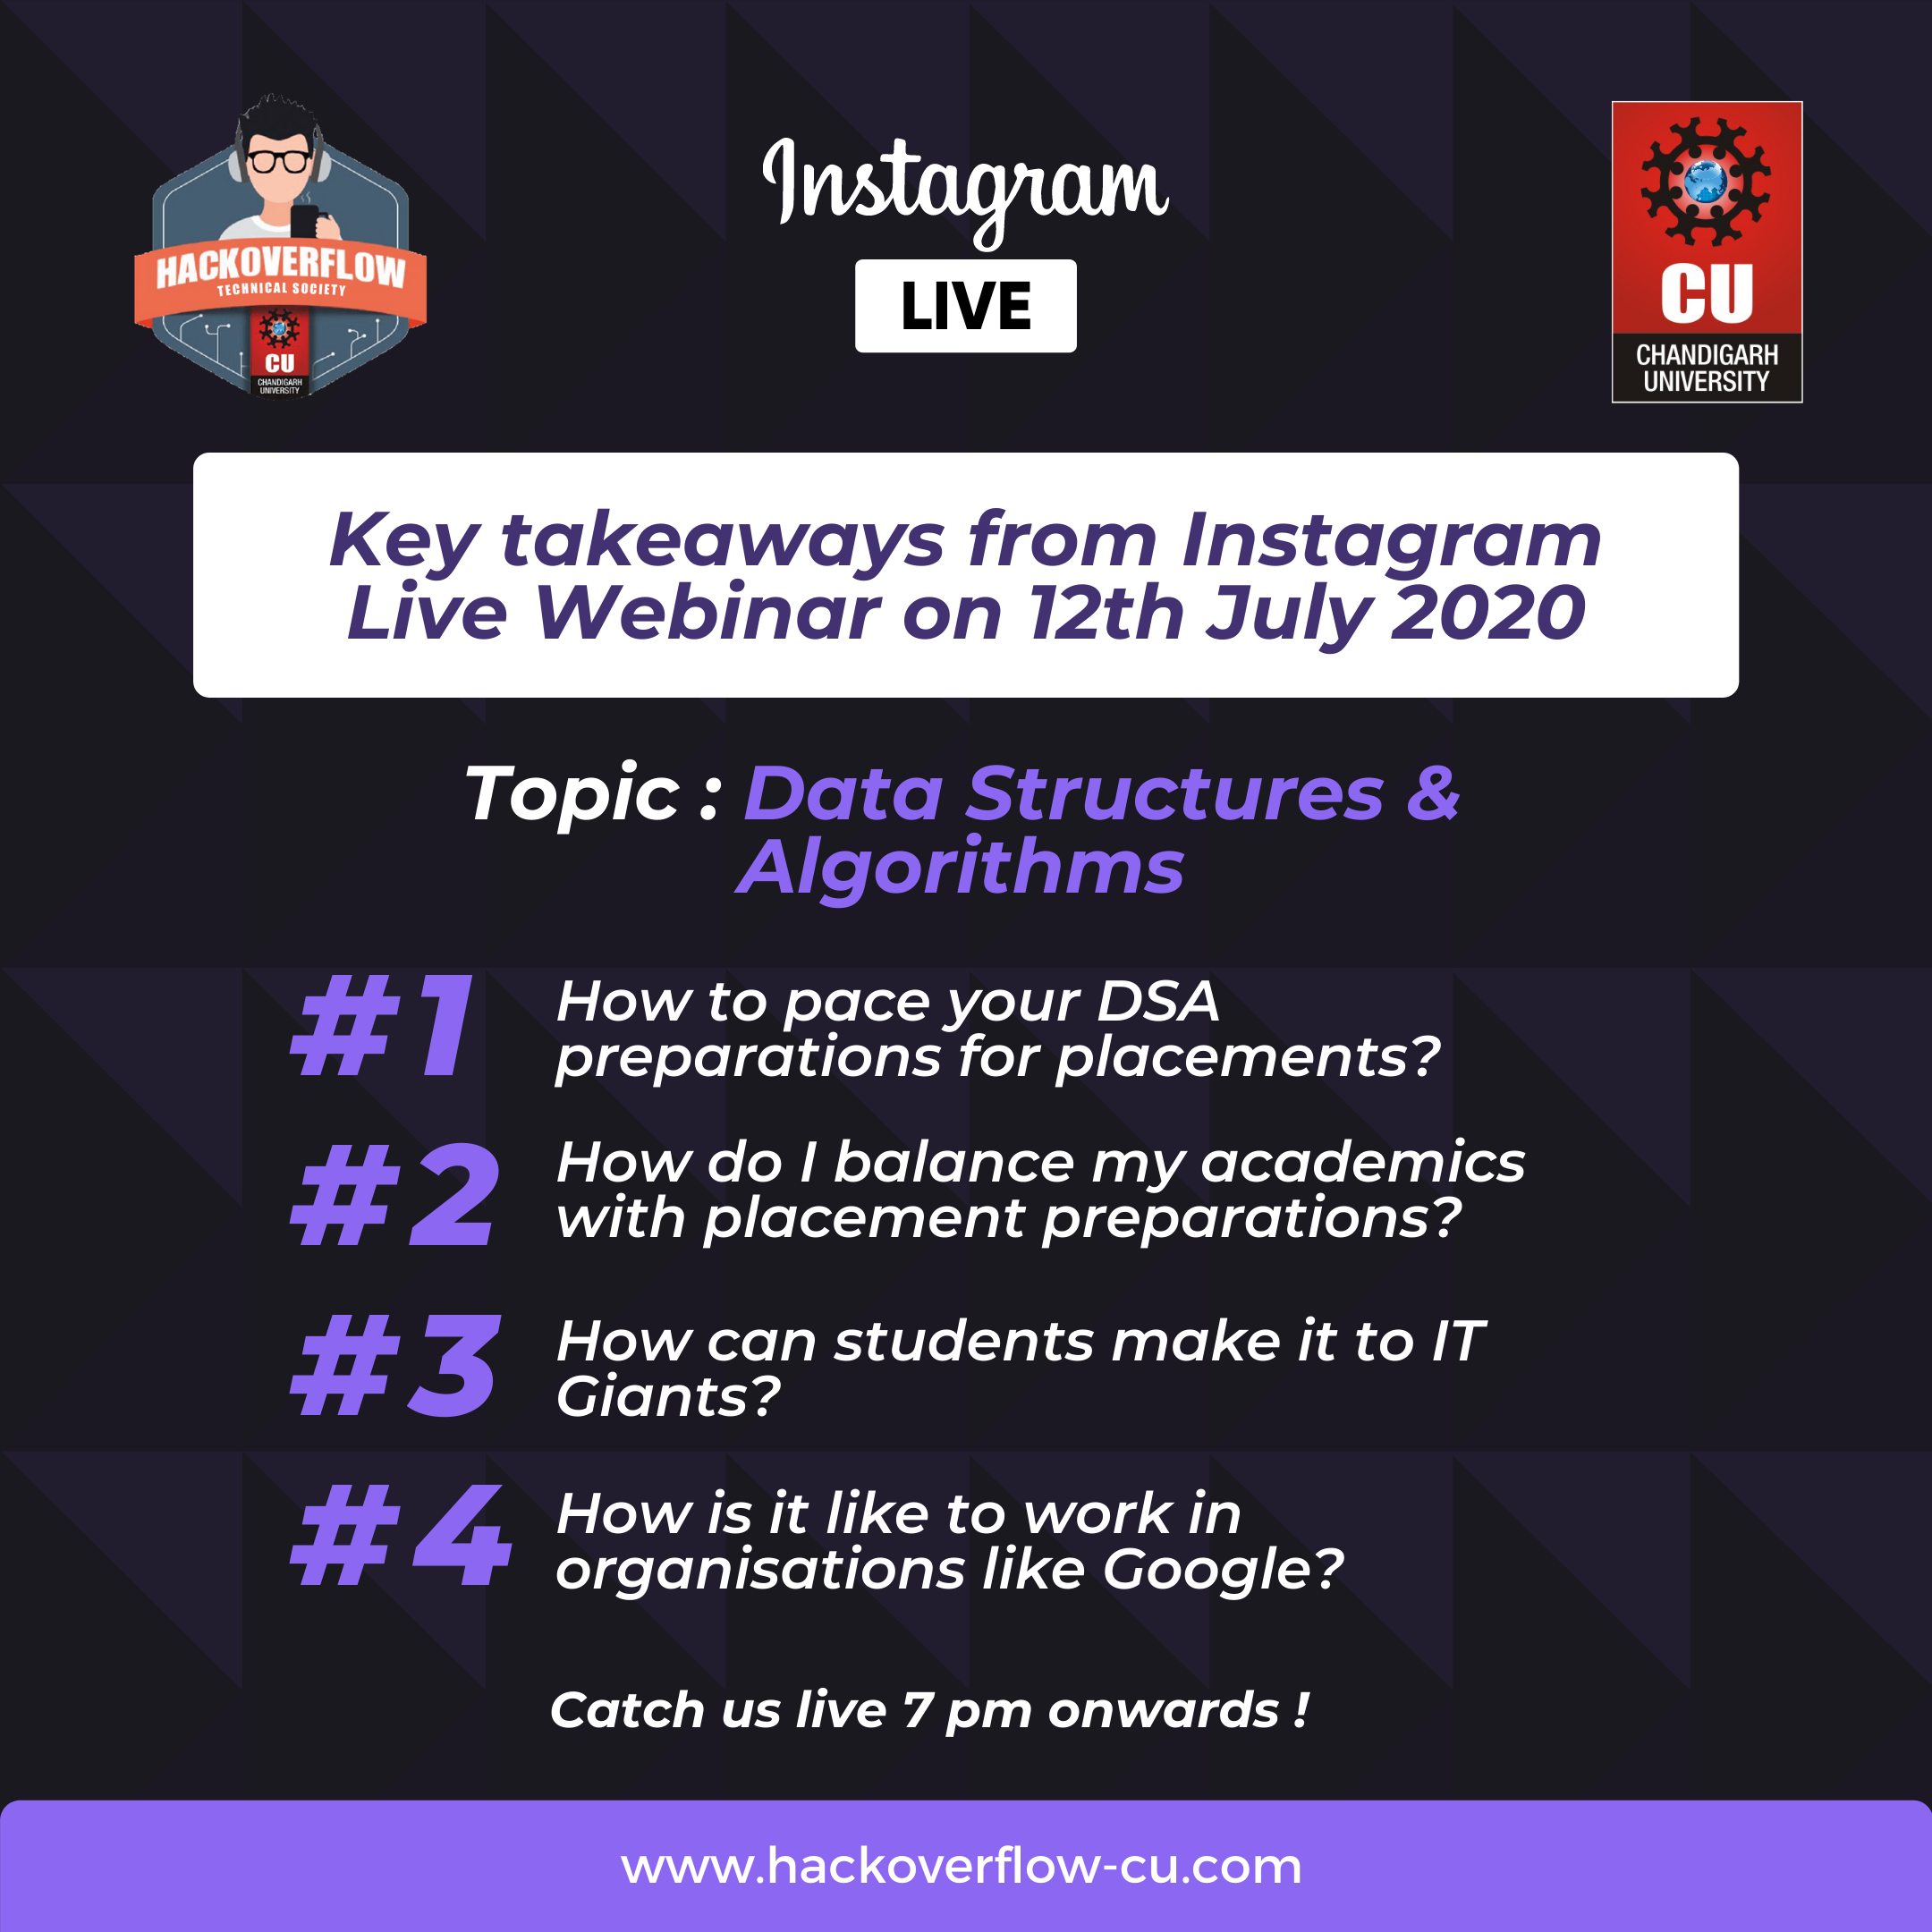 HACKOVERFLOW
TECHNICAL SOCIETY
CU
CHANDIGARH
UNIVERSITY
Instagram
LIVE
CU
CHANDIGARH
UNIVERSITY
Key takeaways from Instagram
Live Webinar on 12th July 2020
Topic : Data Structures &
Algorithms
#1 How to pace your DSA
preparations for placements?
#2 How do I balance my academics
with placement preparations?
#3 How can students make it to IT
Giants?
#4 How is it like to work in
organisations like Google?
Catch us live 7 pm onwards !
www.hackoverflow-cu.com